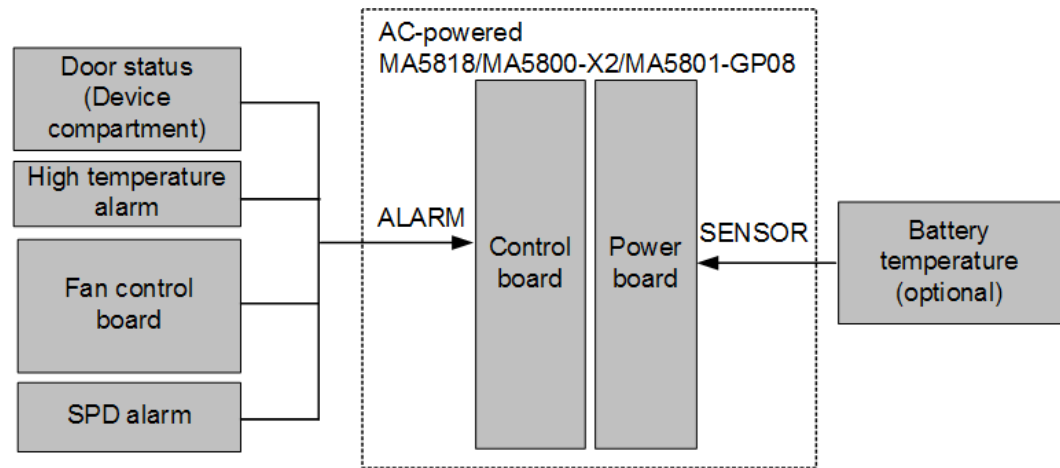 AC-powered
MA5818/MA5800-X2/MA5801-GP08
Door status
(Device
compartment)
High temperature
alarm
Fan control
board
SPD alarm
ALARM
Control
board
Power
board
SENSOR
Battery
temperature
(optional)